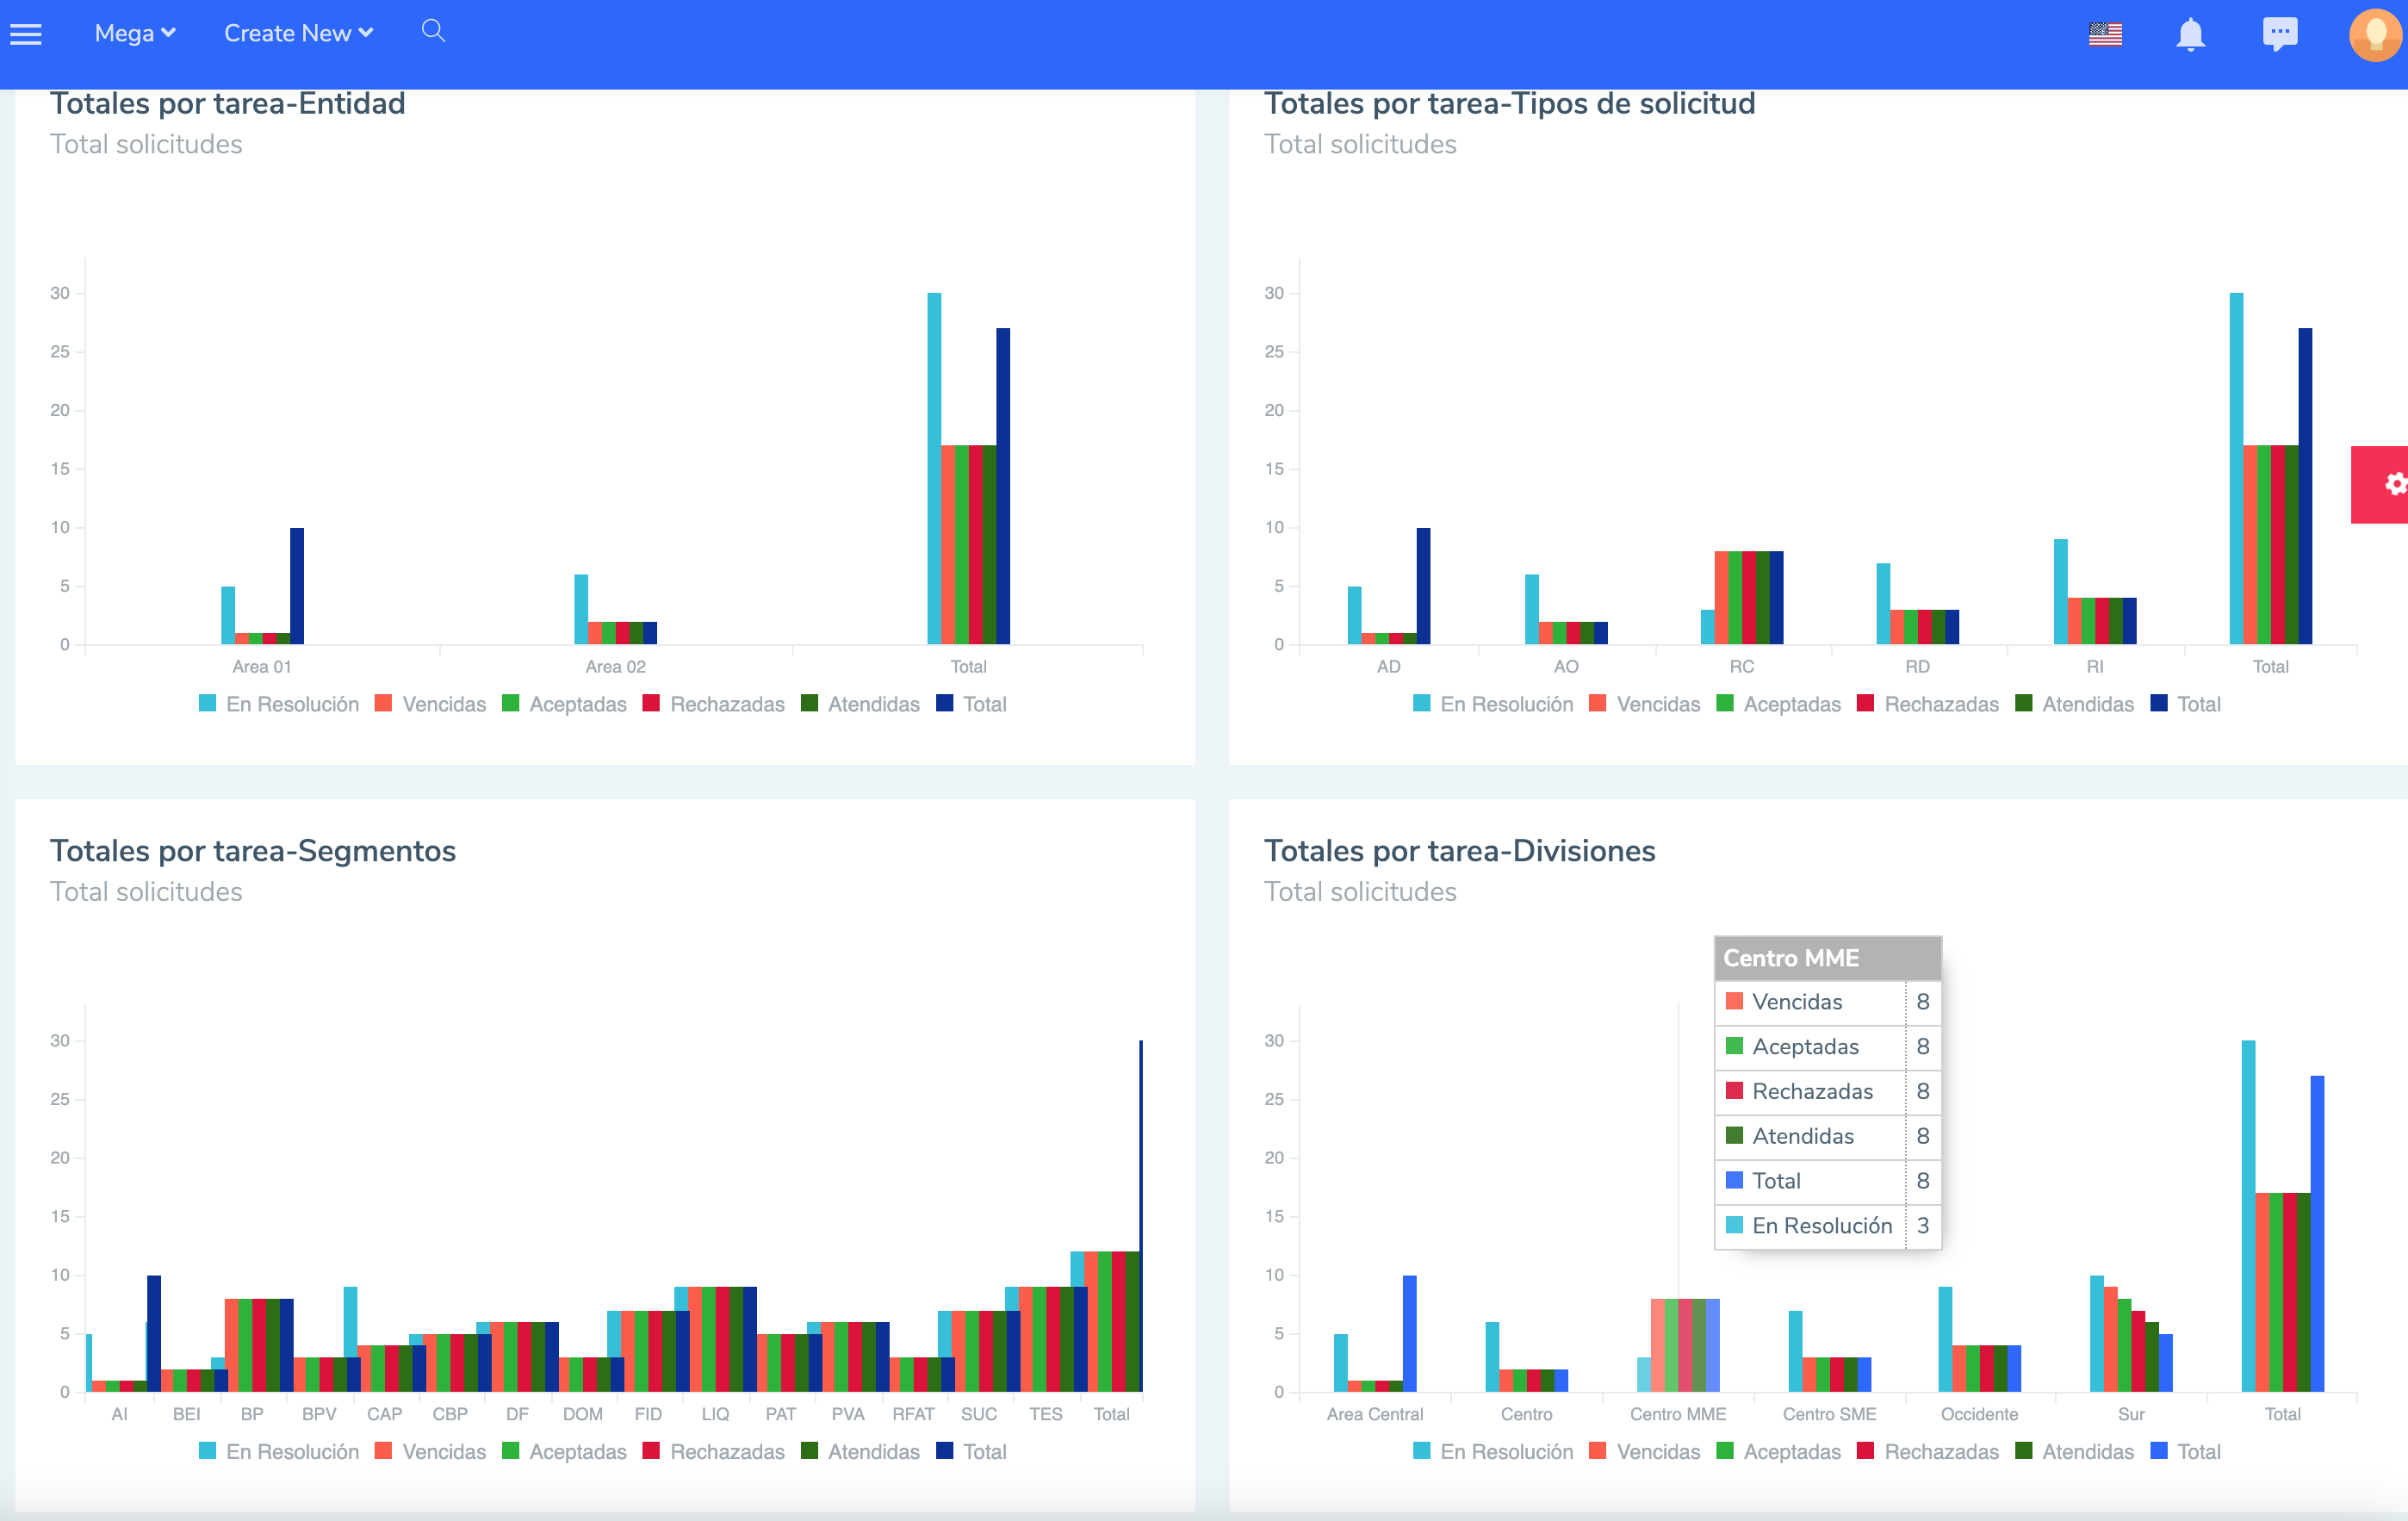 Mega
Create New
Totales por tarea-Entidad
Total solicitudes
30
25
20
15
10
5
0
Area 01 Area 02 Total
En Resolución Vencidas Aceptadas Rechazadas Atendidas Total
Totales por tarea-Tipos de solicitud
Total solicitudes
30
25
20
15
10
5
0
AD AO RC RD RI Total
En Resolución Vencidas Aceptadas Rechazadas Atendidas Total
Totales por tarea-Segmentos
Total solicitudes
30
25
20
15
10
5
0
AI BEI BP BPV CAP CBP DF DOM FID LIQ PAT PVA RFAT SUC TES Total
En Resolución Vencidas Aceptadas Rechazadas Atendidas Total
Totales por tarea-Divisiones
Total solicitudes
Centro MME
Vencidas 8
Aceptadas 8
Rechazadas 8
Atendidas 8
Total 8
En Resolución 3
30
25
20
15
10
5
0
Area Central Centro Centro MME Centro SME Occidente Sur Total
En Resolución Vencidas Aceptadas Rechazadas Atendidas Total